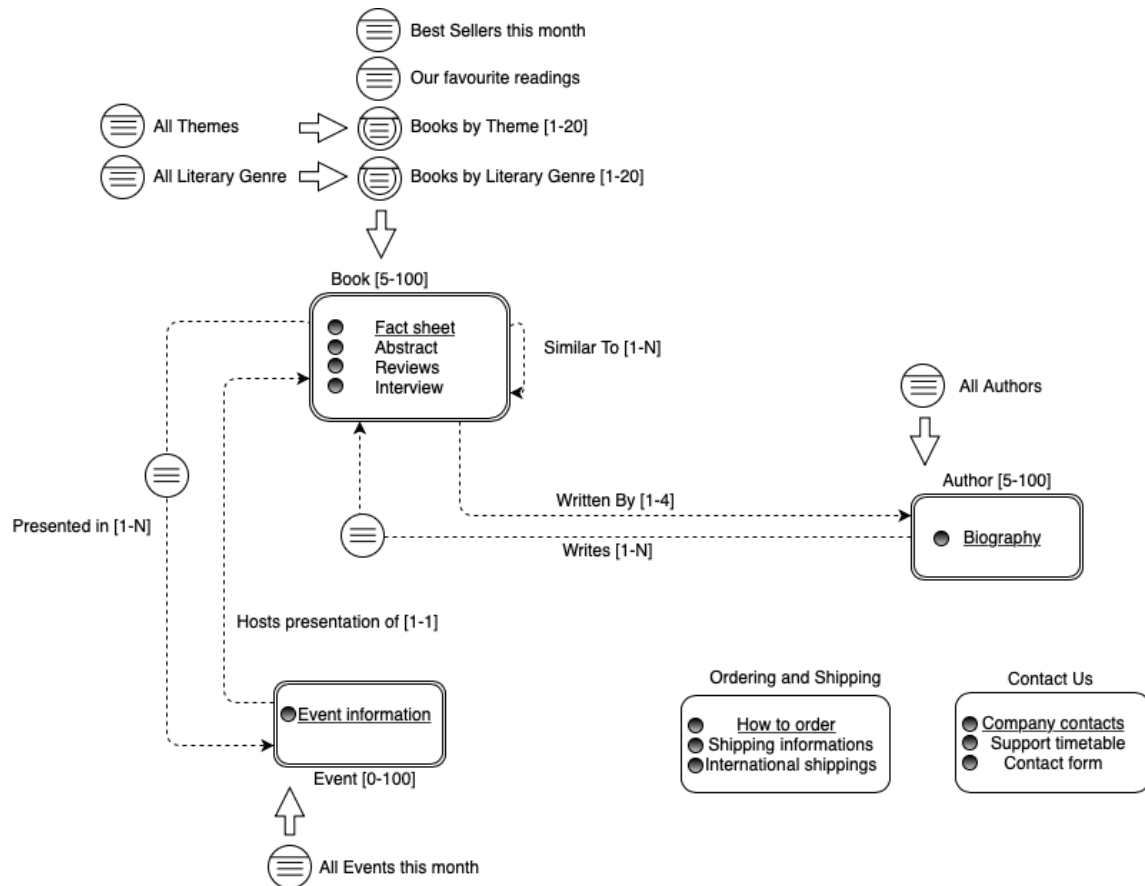 Best Sellers this month
Our favourite readings
All Themes
Books by Theme [1-20]
All Literary Genre
Books by Literary Genre [1-20]
Book [5-100]
Fact sheet
Abstract
Reviews
Interview
Similar To [1-N]
All Authors
Author [5-100]
Biography
Written By [1-4]
Writes [1-N]
Presented in [1-N]
Hosts presentation of [1-1]
Event information
Event [0-100]
All Events this month
Ordering and Shipping
How to order
Shipping informations
International shippings
Contact Us
Company contacts
Support timetable
Contact form